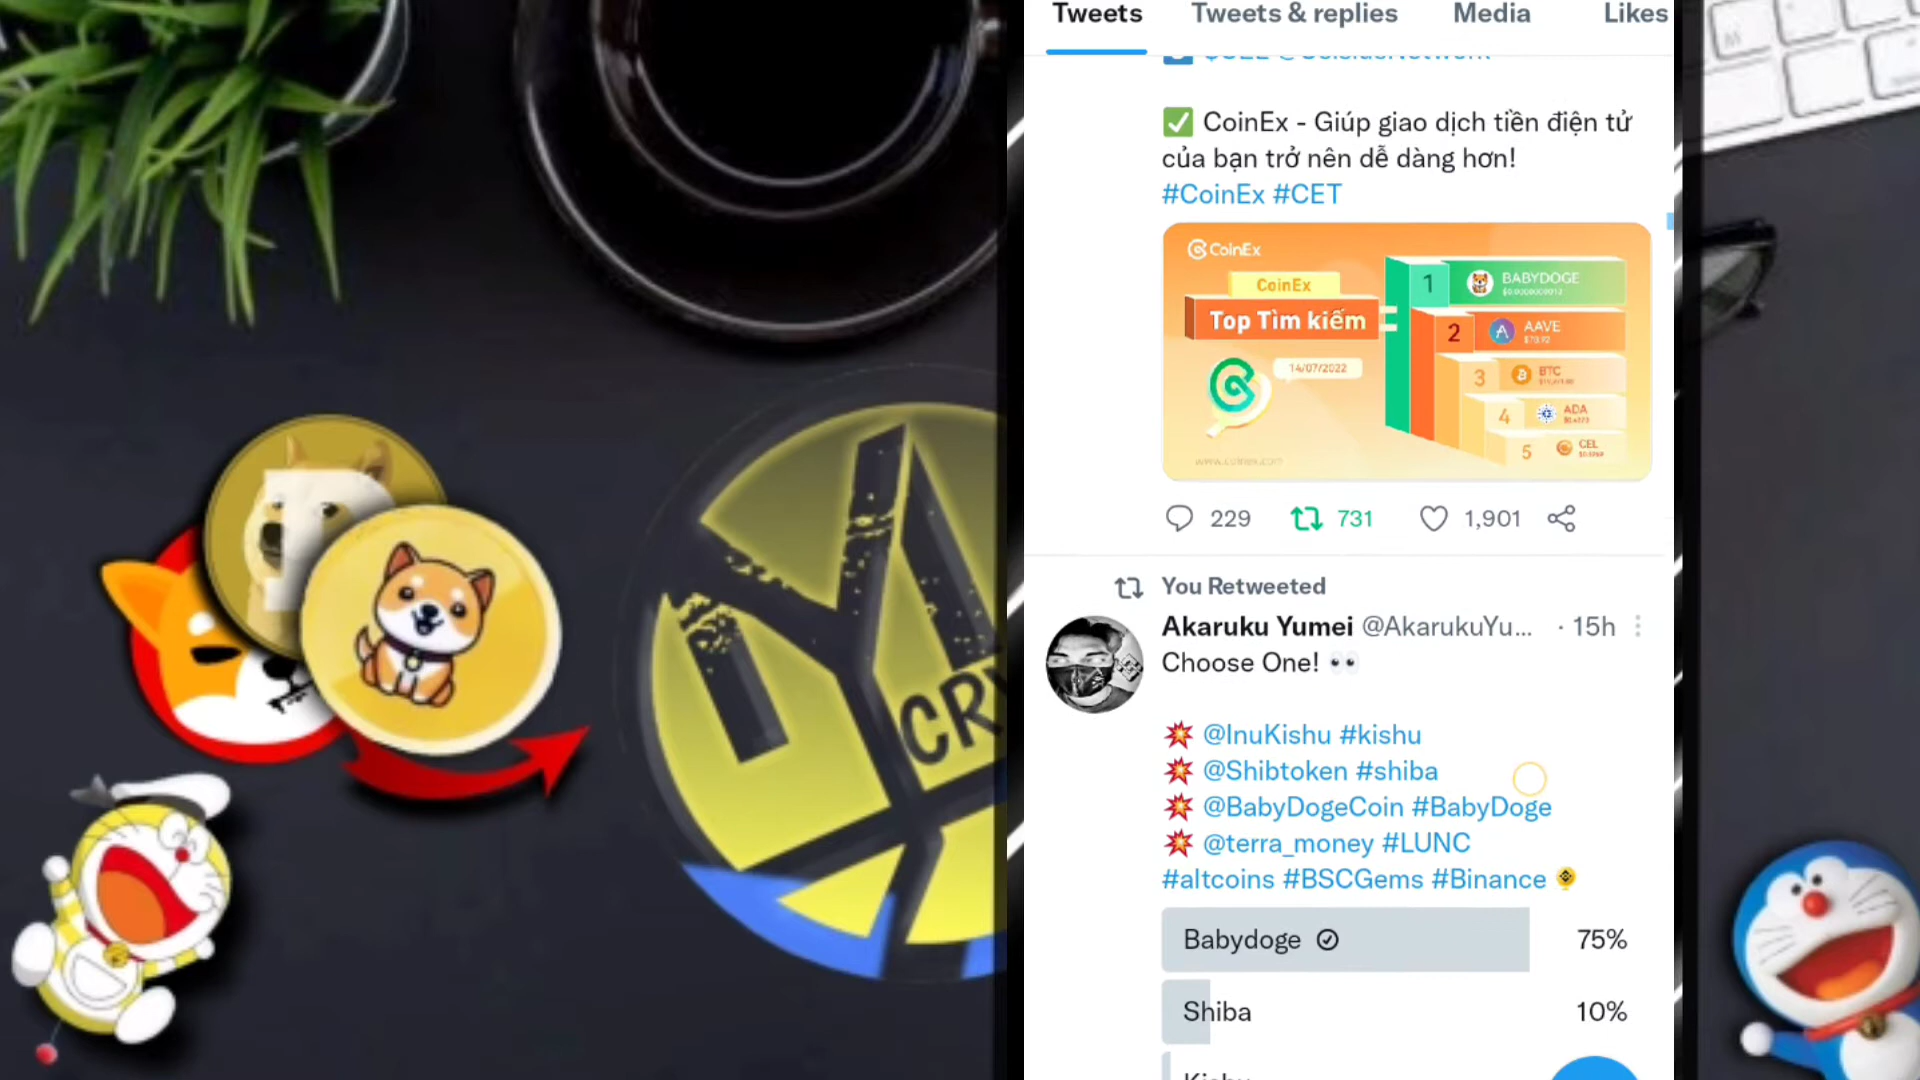 Tweets Tweets & replies Media Likes
CoinEx - Giúp giao dịch tiền điện tử
của bạn trở nên dễ dàng hơn!
#CoinEx #CET
CoinEx
CoinEx
Top Tìm kiếm
14/07/2022
www.coinex.com
1 BABYDOGE
2 AAVE
3 BTC
4 ADA
5 CEL
229 731 1,901
You Retweeted
Akaruku Yumei @AkarukuYu... · 15h
Choose One! 👀
💥 @InuKishu #kishu
💥 @Shibtoken #shiba
💥 @BabyDogeCoin #BabyDoge
💥 @terra_money #LUNC
#altcoins #BSCGems #Binance
Babydoge 75%
Shiba 10%
CR